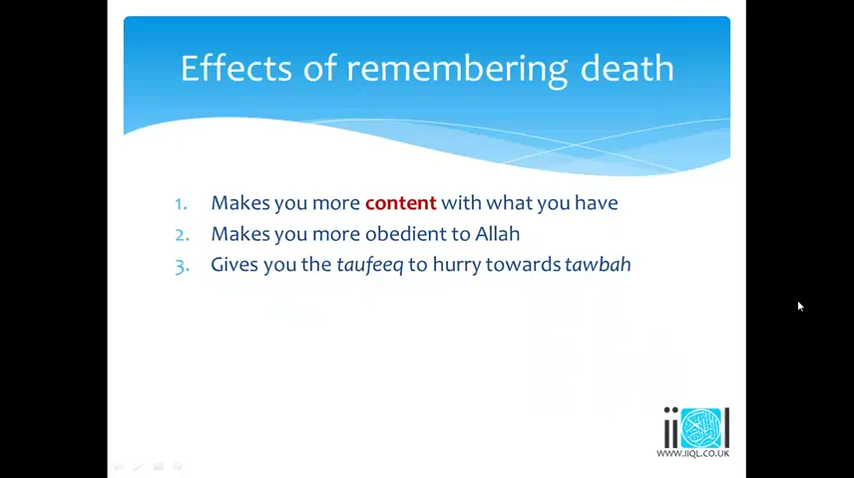 Effects of remembering death
1. Makes you more content with what you have
2. Makes you more obedient to Allah
3. Gives you the taufeeq to hurry towards tawbah
iiQl
WWW.IIQL.CO.UK